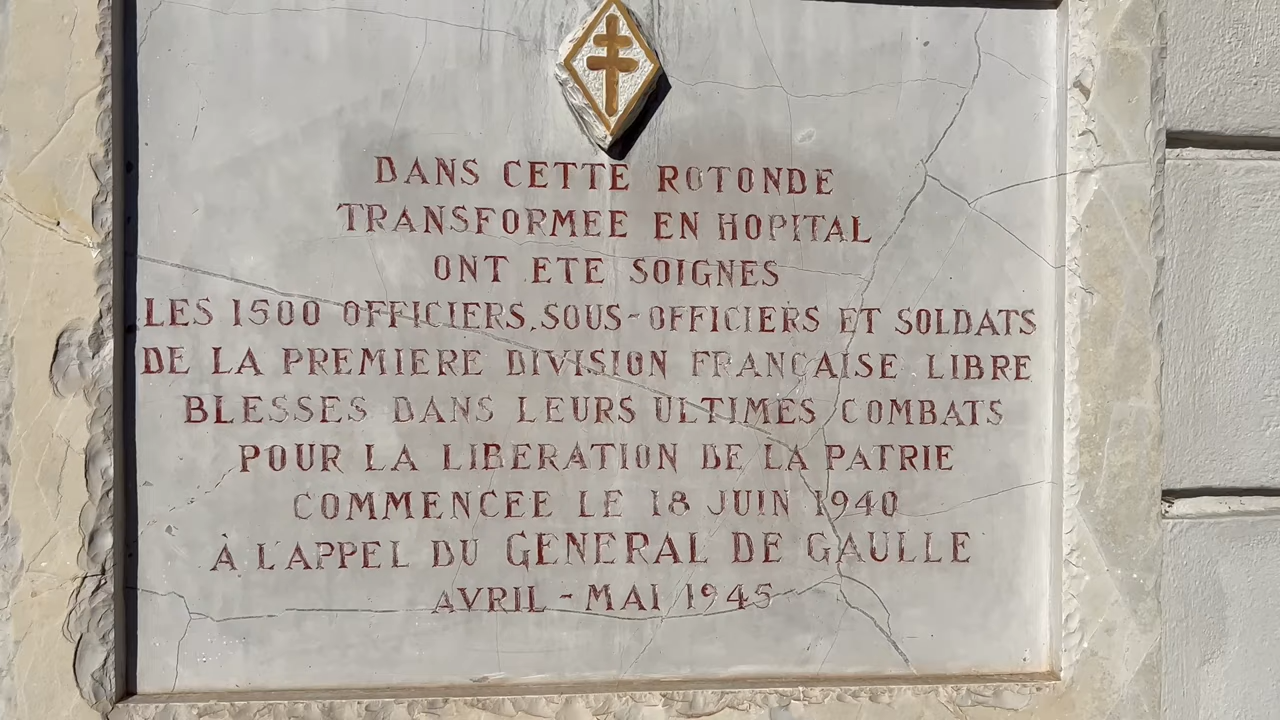 DANS CETTE ROTONDE
TRANSFORMEE EN HOPITAL
ONT ETE SOIGNES
LES 1500 OFFICIERS, SOUS-OFFICIERS ET SOLDATS
DE LA PREMIERE DIVISION FRANÇAISE LIBRE
BLESSES DANS LEURS ULTIMES COMBATS
POUR LA LIBERATION DE LA PATRIE
COMMENCEE LE 18 JUIN 1940
À L'APPEL DU GENERAL DE GAULLE
AVRIL - MAI 1945